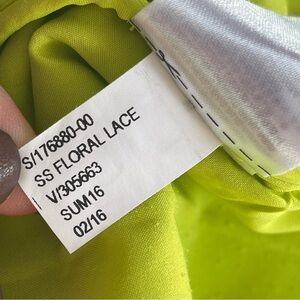 S/176880-00
SS FLORAL LACE
V/305663
SUM16
02/16